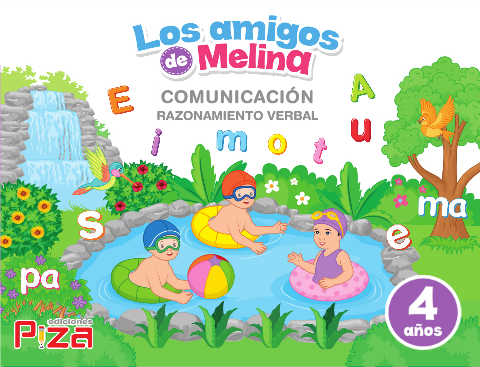 Los amigos
de Melina
COMUNICACIÓN
RAZONAMIENTO VERBAL
E
A
i
m
o
t
u
s
ma
e
pa
ediciones
Piza
4
años